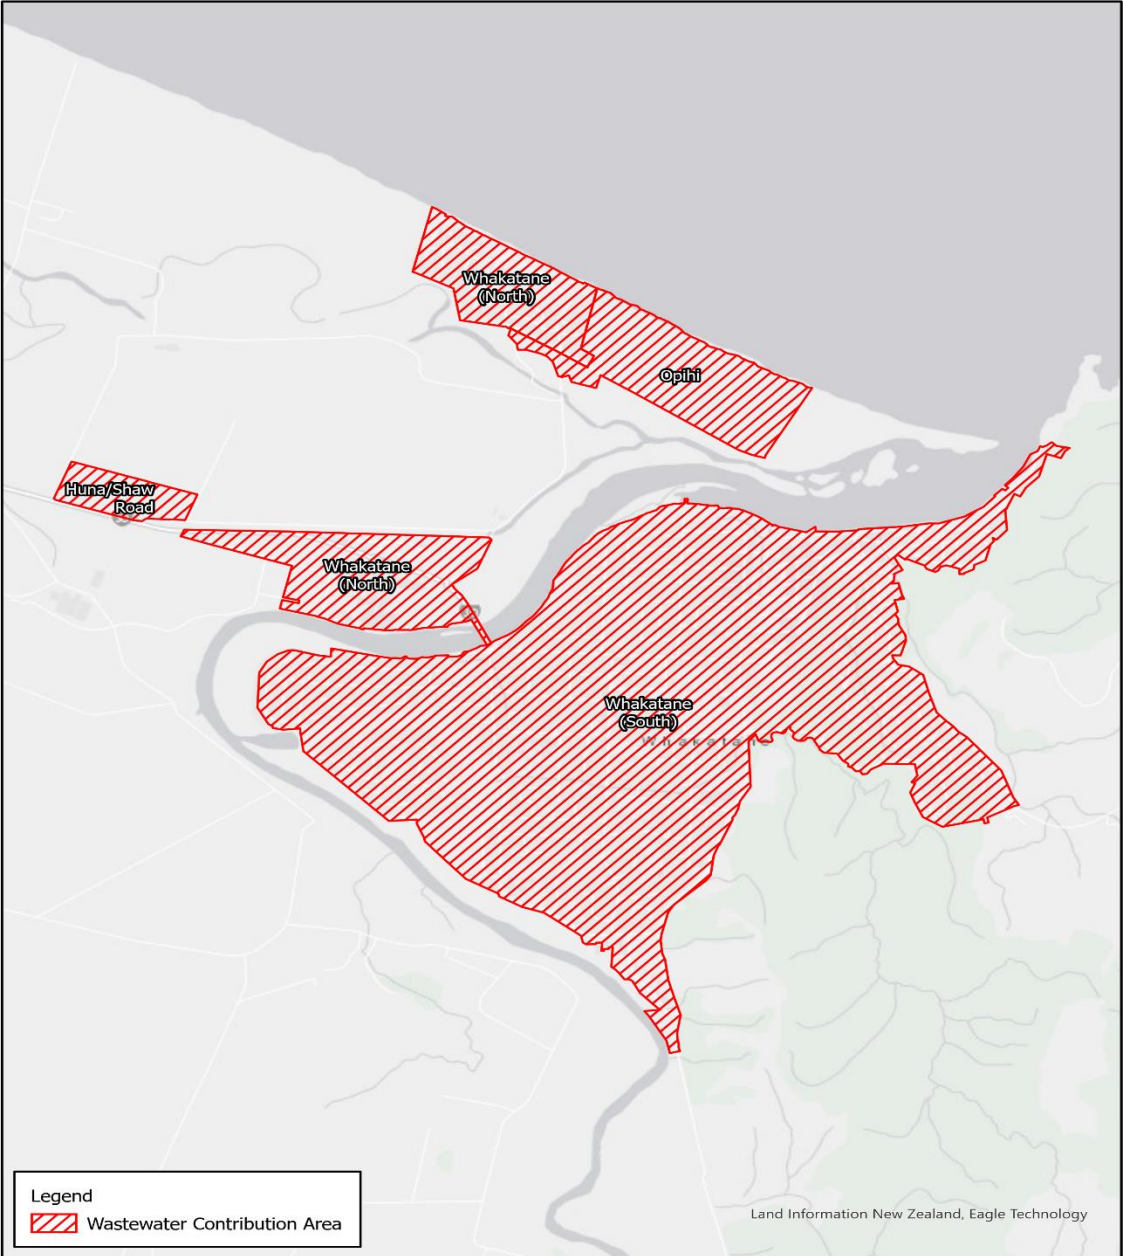 Whakatane
(North)
Opihi
Huna/Shaw
Road
Whakatane
(North)
Whakatane
(South)
Whakatane
Legend
Wastewater Contribution Area
Land Information New Zealand, Eagle Technology